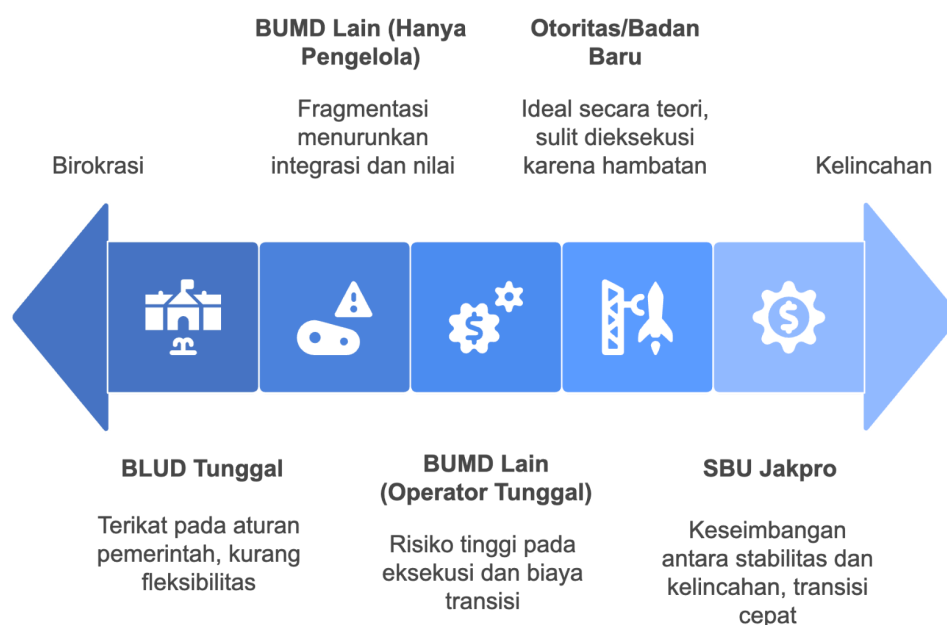 BUMD Lain (Hanya
Pengelola)
Fragmentasi
menurunkan
integrasi dan nilai
Otoritas/Badan
Baru
Ideal secara teori,
sulit dieksekusi
karena hambatan
Birokrasi
Kelincahan
$
$
BLUD Tunggal
Terikat pada aturan
pemerintah, kurang
fleksibilitas
BUMD Lain
(Operator Tunggal)
Risiko tinggi pada
eksekusi dan biaya
transisi
SBU Jakpro
Keseimbangan
antara stabilitas dan
kelincahan, transisi
cepat